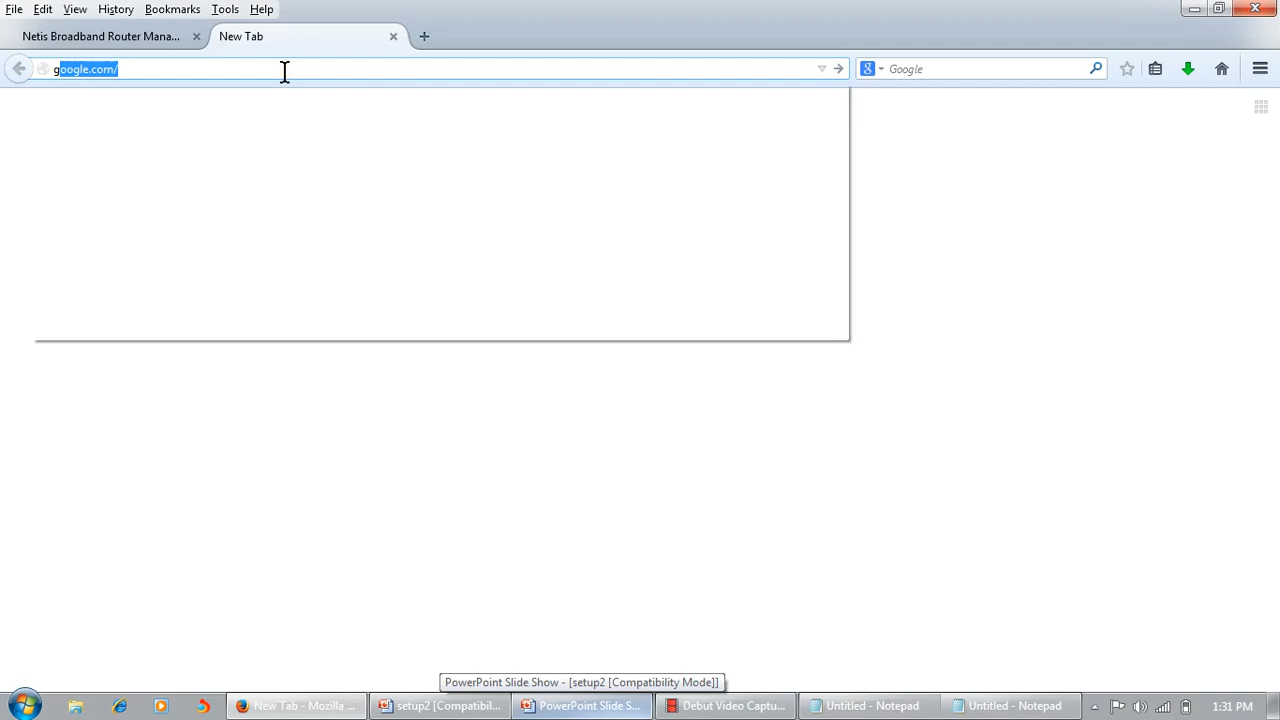 File Edit View History Bookmarks Tools Help
Netis Broadband Router Mana... New Tab
google.com/ Google
PowerPoint Slide Show - [setup2 [Compatibility Mode]]
New Tab - Mozilla ... setup2 [Compatibil... PowerPoint Slide S... Debut Video Captu... Untitled - Notepad Untitled - Notepad 1:31 PM